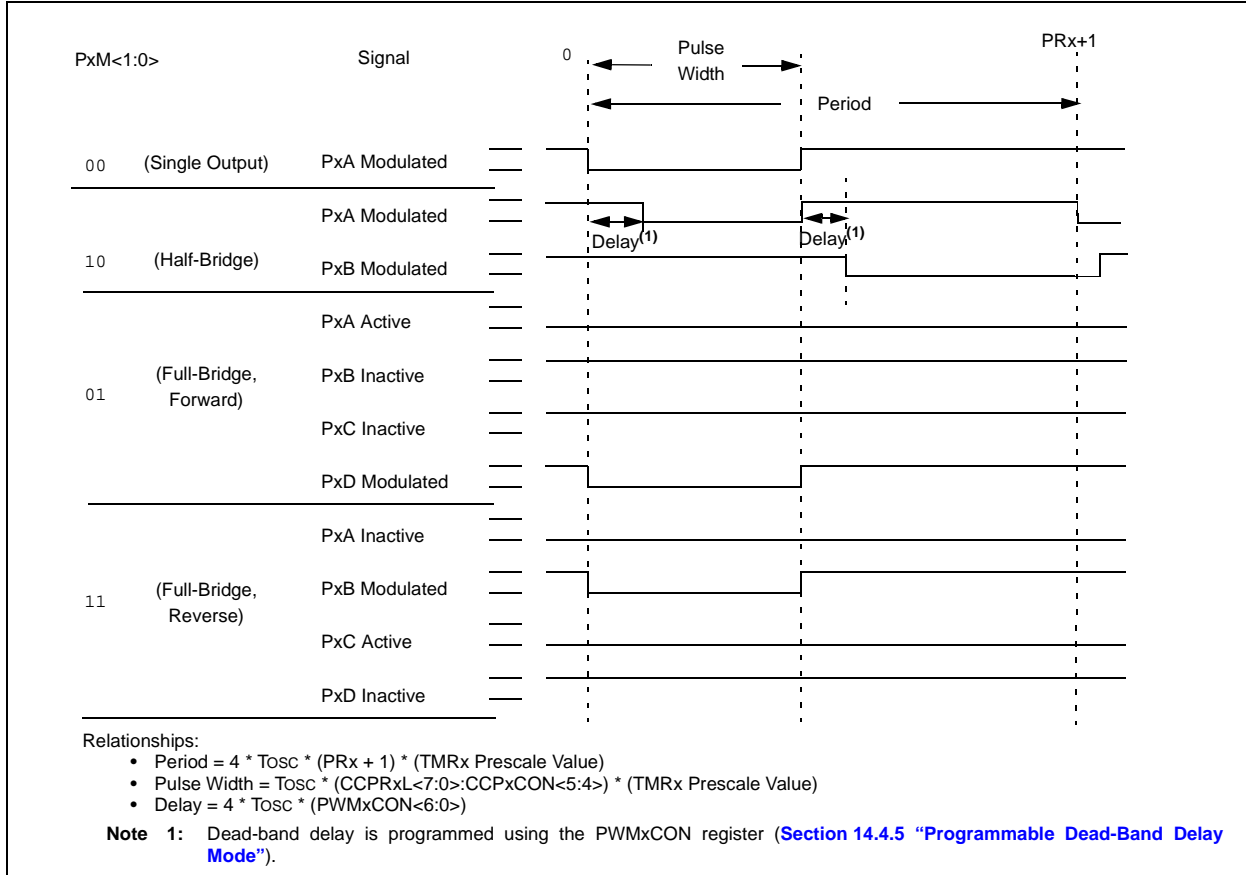 PxM<1:0> Signal 0 Pulse Width PRx+1
Period
00 (Single Output) PxA Modulated
PxA Modulated
Delay(1) Delay(1)
10 (Half-Bridge) PxB Modulated
PxA Active
01 (Full-Bridge, Forward) PxB Inactive
PxC Inactive
PxD Modulated
PxA Inactive
11 (Full-Bridge, Reverse) PxB Modulated
PxC Active
PxD Inactive
Relationships:
• Period = 4 * TOSC * (PRx + 1) * (TMRx Prescale Value)
• Pulse Width = TOSC * (CCPRxL<7:0>:CCPxCON<5:4>) * (TMRx Prescale Value)
• Delay = 4 * TOSC * (PWMxCON<6:0>)
Note 1: Dead-band delay is programmed using the PWMxCON register (Section 14.4.5 “Programmable Dead-Band Delay
Mode”).